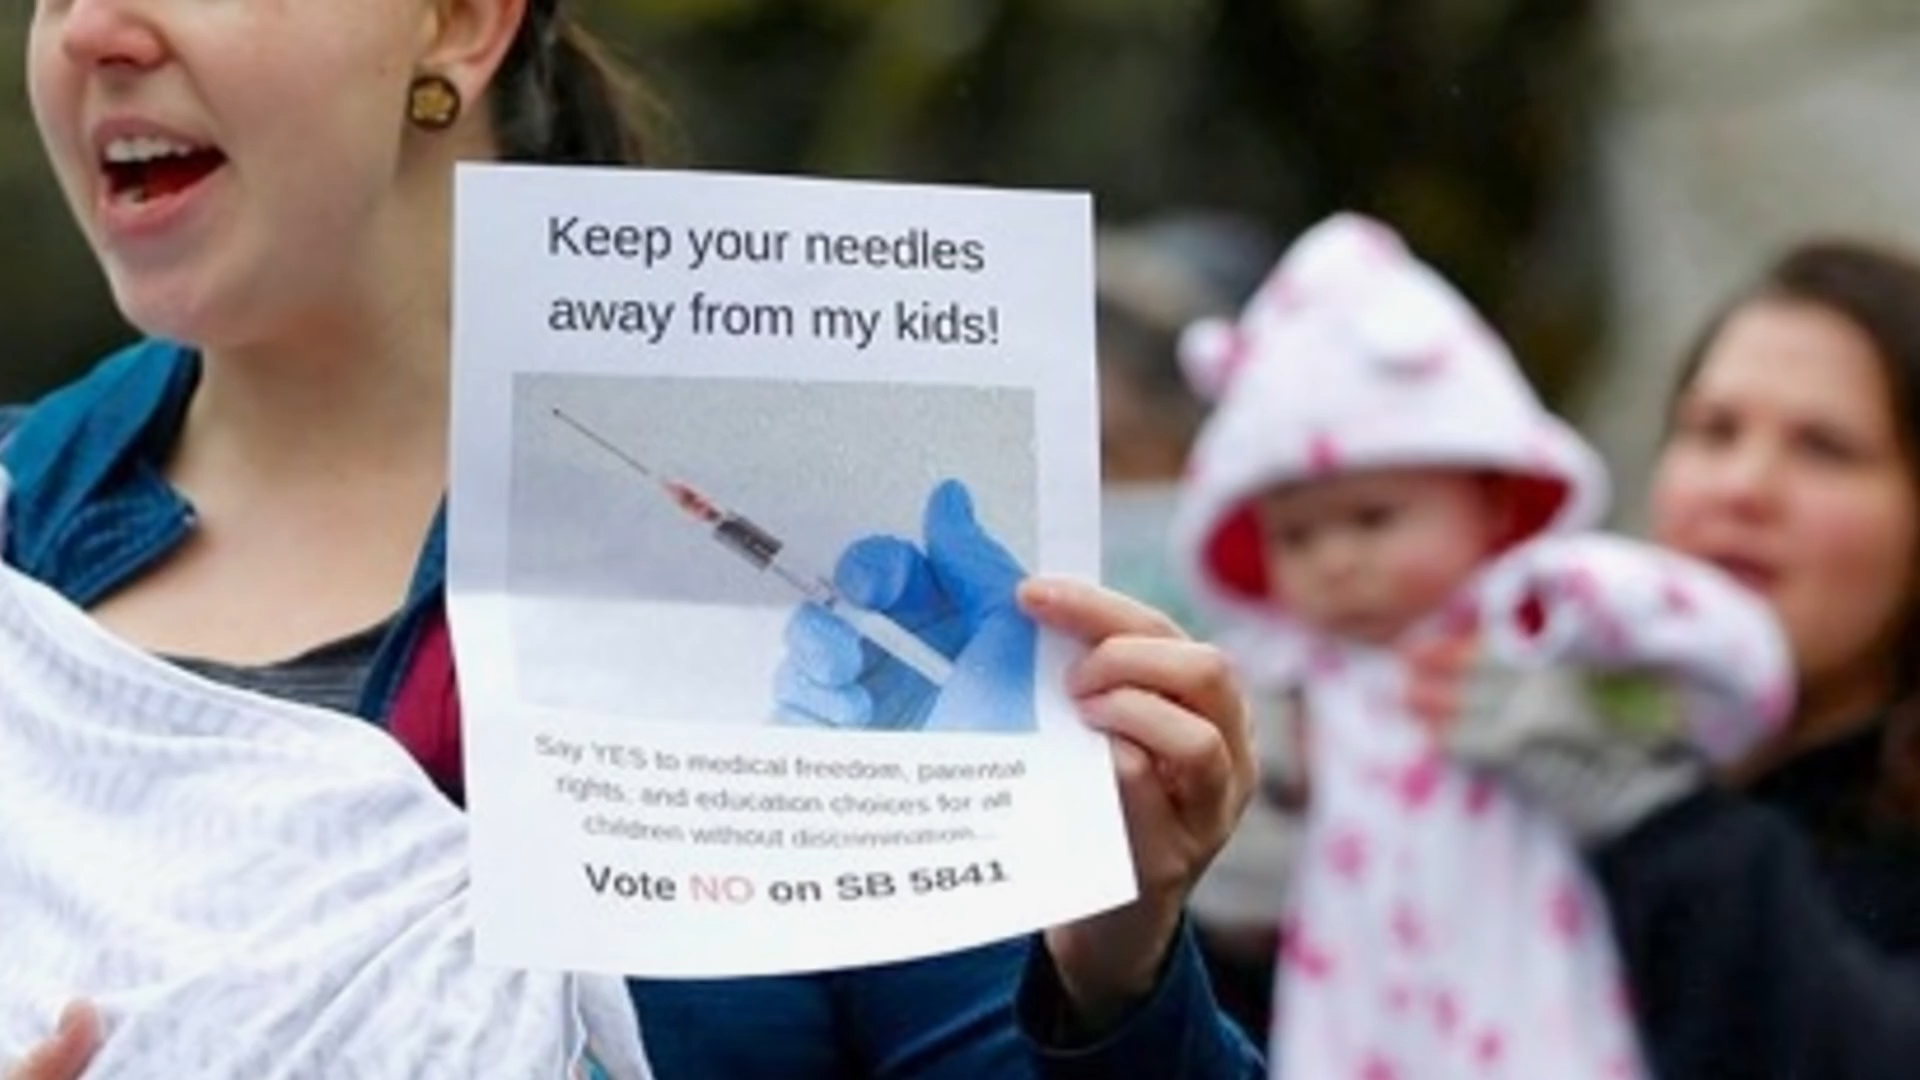 Keep your needles
away from my kids!
Say YES to medical freedom, parental
rights, and education choices for all
children without discrimination...
Vote NO on SB 5841